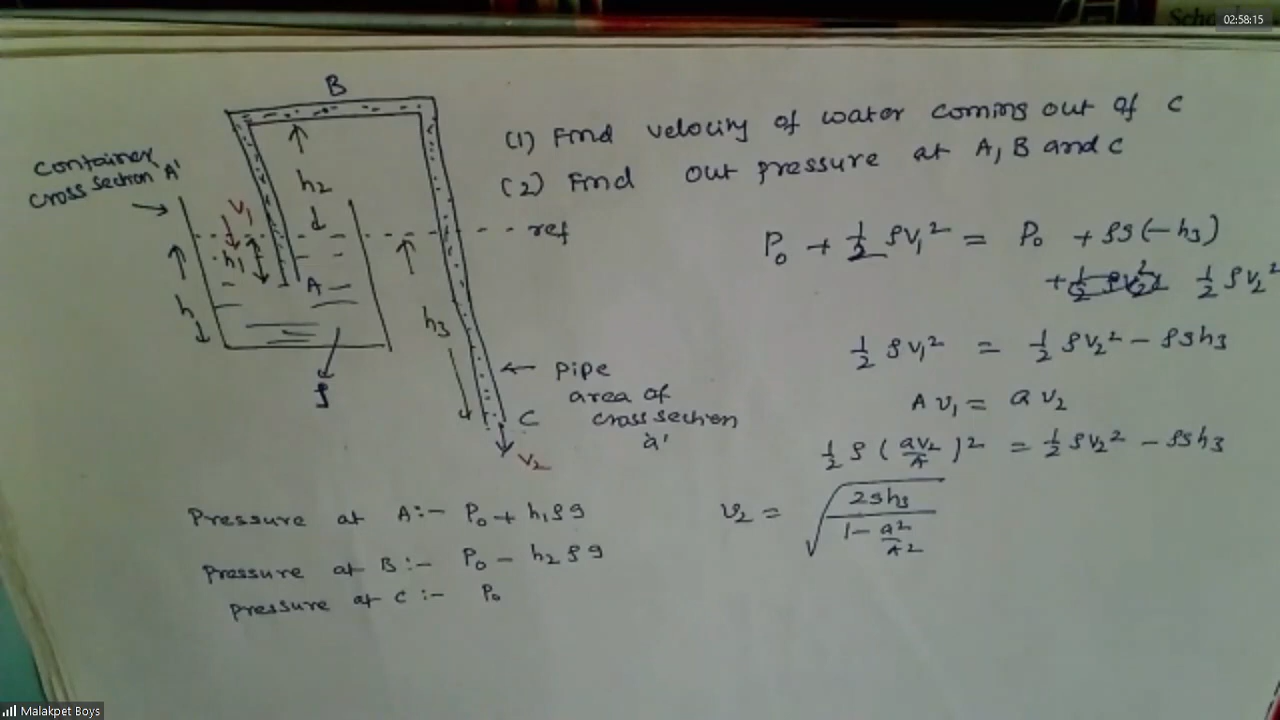 02:58:15
B
container
cross section 'A'
(1) Find velocity of water coming out of C
(2) Find out pressure at A, B and C
h₂
V₁
ref
h₁
A
h
h₃
ρ
← pipe
area of
cross section
'a'
C
V₂
P₀ + ½ ρv₁² = P₀ + ρg(-h₃)
+ ½ ρv₂²
½ ρv₁² = ½ ρv₂² - ρgh₃
A v₁ = a v₂
½ ρ (av₂/A)² = ½ ρv₂² - ρgh₃
v₂ = √(2gh₃ / (1 - a²/A²))
Pressure at A:- P₀ + h₁ρg
Pressure at B:- P₀ - h₂ρg
Pressure at C:- P₀
Malakpet Boys